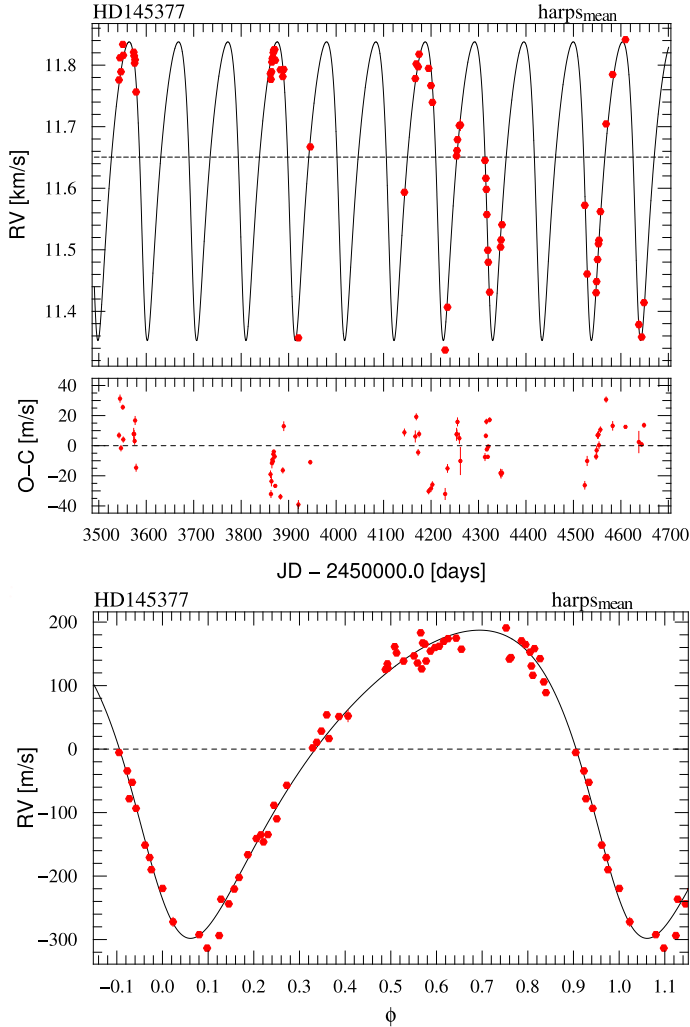 HD145377 harps_mean
11.8
11.7
11.6
11.5
11.4
RV [km/s]
40
20
0
−20
−40
O−C [m/s]
3500 3600 3700 3800 3900 4000 4100 4200 4300 4400 4500 4600 4700
JD − 2450000.0 [days]
HD145377 harps_mean
200
100
0
−100
−200
−300
RV [m/s]
−0.1 0.0 0.1 0.2 0.3 0.4 0.5 0.6 0.7 0.8 0.9 1.0 1.1
ϕ